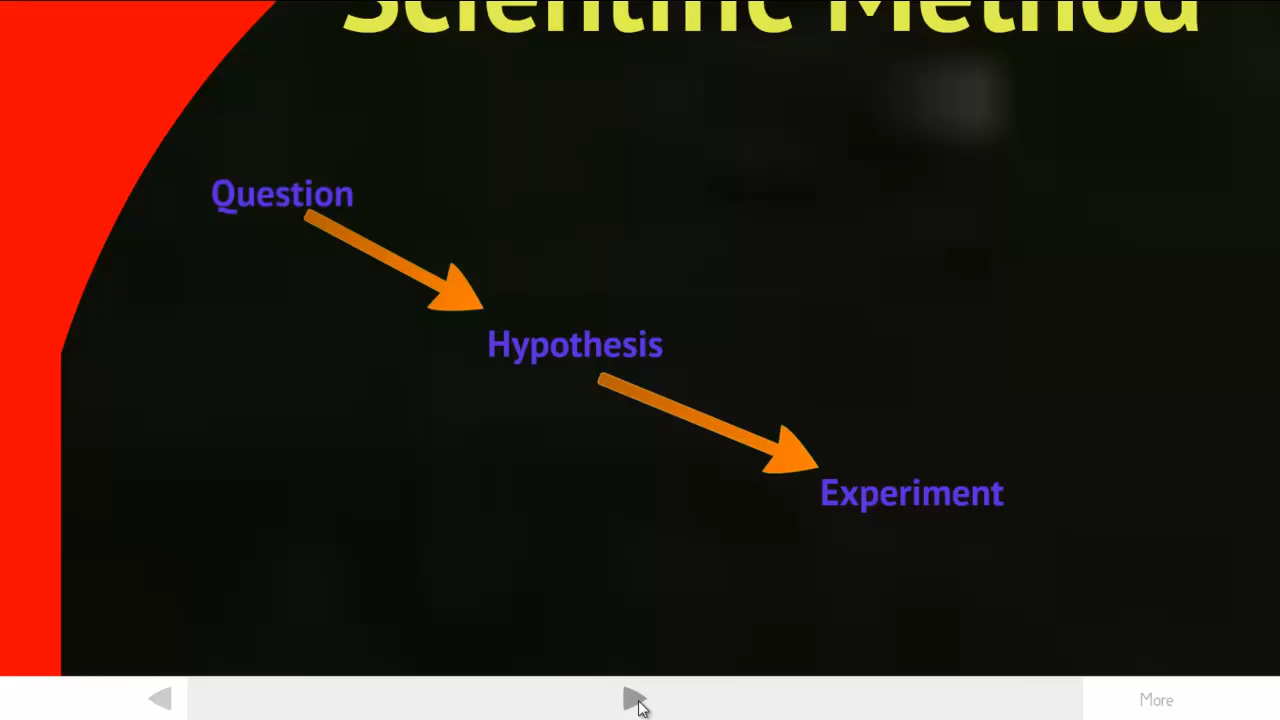 Scientific Method
Question
Hypothesis
Experiment
More